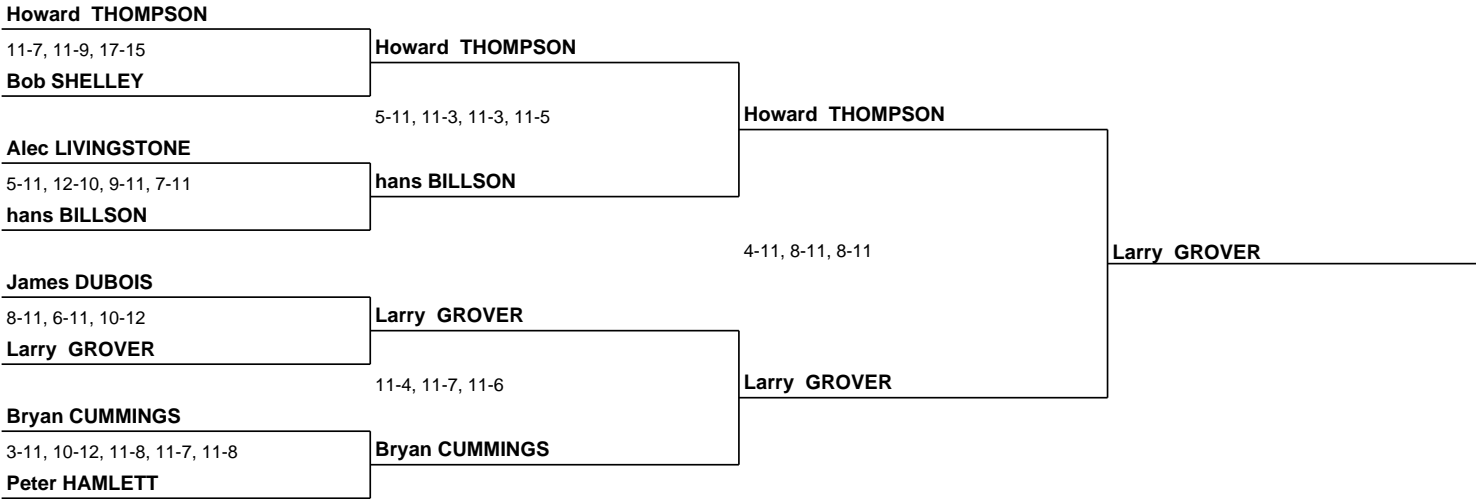 Howard  THOMPSON
11-7, 11-9, 17-15
Howard  THOMPSON
Bob SHELLEY
5-11, 11-3, 11-3, 11-5
Howard  THOMPSON
Alec LIVINGSTONE
5-11, 12-10, 9-11, 7-11
hans BILLSON
hans BILLSON
4-11, 8-11, 8-11
Larry  GROVER
James DUBOIS
8-11, 6-11, 10-12
Larry  GROVER
Larry  GROVER
11-4, 11-7, 11-6
Larry  GROVER
Bryan CUMMINGS
3-11, 10-12, 11-8, 11-7, 11-8
Bryan CUMMINGS
Peter HAMLETT